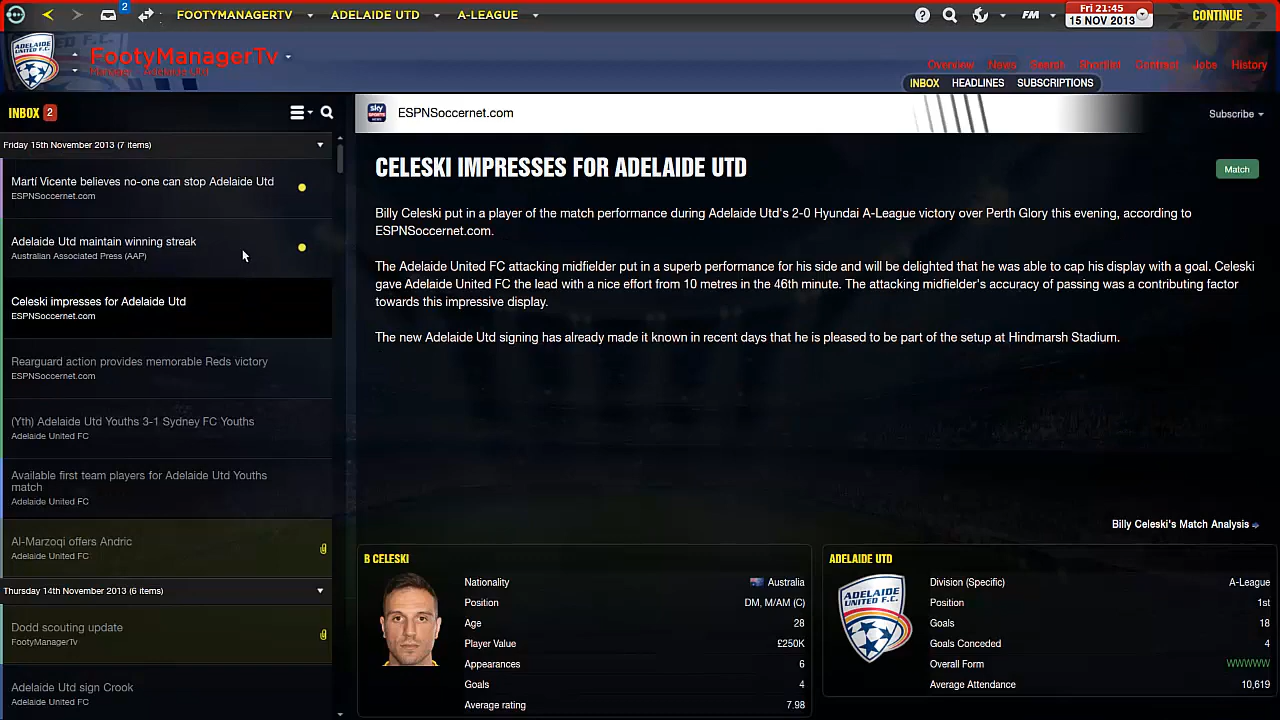 2
FOOTYMANAGERTV
ADELAIDE UTD
A-LEAGUE
FM
Fri 21:45
15 NOV 2013
CONTINUE
ADELAIDE UNITED F.C.
FootyManagerTv
Manager, Adelaide Utd
Overview News Search Shortlist Contract Jobs History
INBOX HEADLINES SUBSCRIPTIONS
INBOX 2
Friday 15th November 2013 (7 items)
Martí Vicente believes no-one can stop Adelaide Utd
ESPNSoccernet.com
Adelaide Utd maintain winning streak
Australian Associated Press (AAP)
Celeski impresses for Adelaide Utd
ESPNSoccernet.com
Rearguard action provides memorable Reds victory
ESPNSoccernet.com
(Yth) Adelaide Utd Youths 3-1 Sydney FC Youths
Adelaide United FC
Available first team players for Adelaide Utd Youths
match
Adelaide United FC
Al-Marzoqi offers Andric
Adelaide United FC
Thursday 14th November 2013 (6 items)
Dodd scouting update
FootyManagerTv
Adelaide Utd sign Crook
Adelaide United FC
sky SPORTS NEWS
ESPNSoccernet.com
Subscribe
CELESKI IMPRESSES FOR ADELAIDE UTD
Match
Billy Celeski put in a player of the match performance during Adelaide Utd's 2-0 Hyundai A-League victory over Perth Glory this evening, according to
ESPNSoccernet.com.
The Adelaide United FC attacking midfielder put in a superb performance for his side and will be delighted that he was able to cap his display with a goal. Celeski
gave Adelaide United FC the lead with a nice effort from 10 metres in the 46th minute. The attacking midfielder's accuracy of passing was a contributing factor
towards this impressive display.
The new Adelaide Utd signing has already made it known in recent days that he is pleased to be part of the setup at Hindmarsh Stadium.
Billy Celeski's Match Analysis
B CELESKI
Nationality Australia
Position DM, M/AM (C)
Age 28
Player Value £250K
Appearances 6
Goals 4
Average rating 7.98
ADELAIDE UTD
ADELAIDE UNITED F.C.
Division (Specific) A-League
Position 1st
Goals 18
Goals Conceded 4
Overall Form WWWWW
Average Attendance 10,619